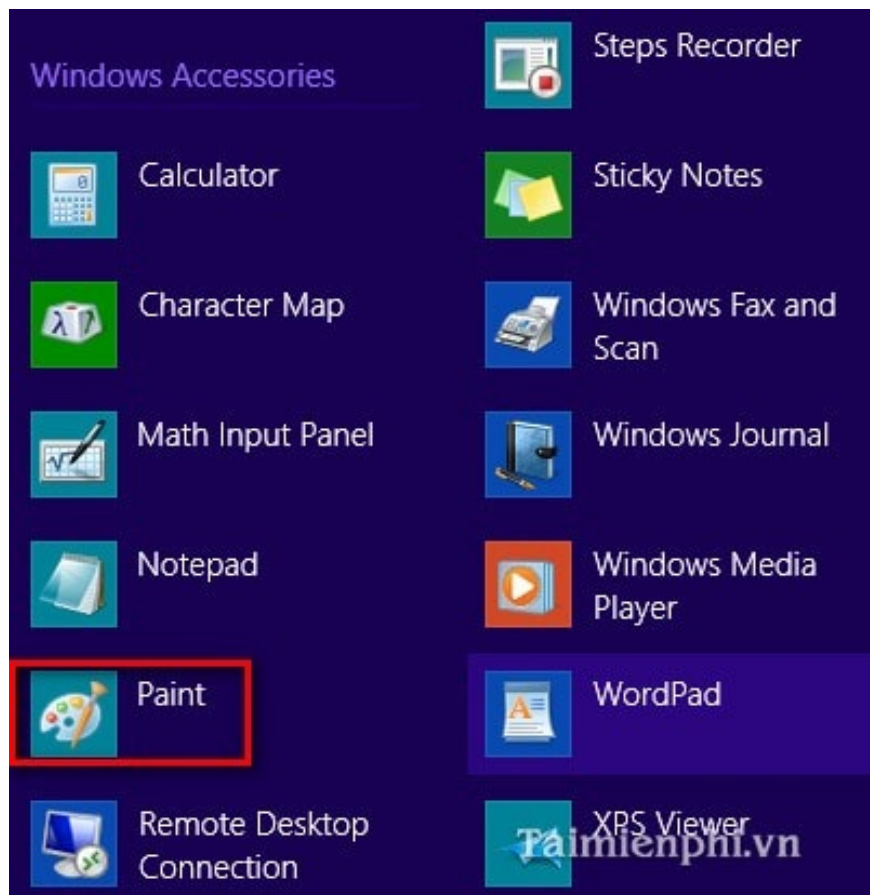 Windows Accessories
Calculator
Character Map
Math Input Panel
Notepad
Paint
Remote Desktop
Connection
Steps Recorder
Sticky Notes
Windows Fax and
Scan
Windows Journal
Windows Media
Player
WordPad
XPS Viewer
Taimienphi.vn